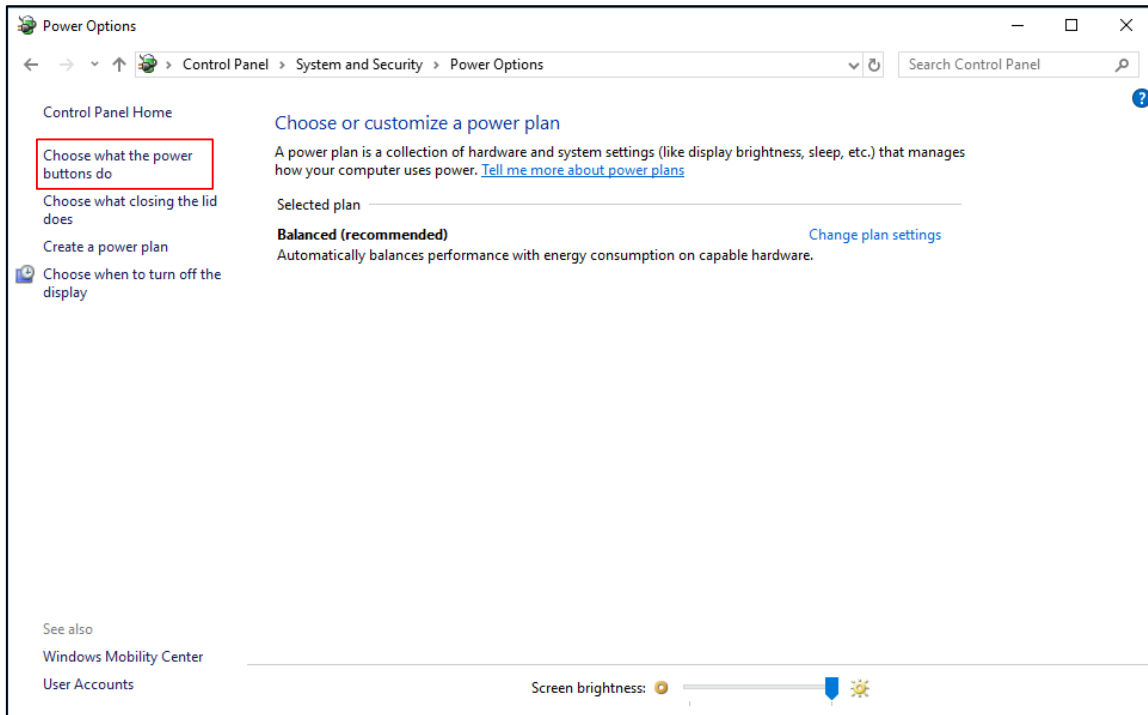 Power Options
Control Panel › System and Security › Power Options
Search Control Panel
?
Control Panel Home
Choose what the power
buttons do
Choose what closing the lid
does
Create a power plan
Choose when to turn off the
display
Choose or customize a power plan
A power plan is a collection of hardware and system settings (like display brightness, sleep, etc.) that manages
how your computer uses power. Tell me more about power plans
Selected plan
Balanced (recommended) Change plan settings
Automatically balances performance with energy consumption on capable hardware.
See also
Windows Mobility Center
User Accounts
Screen brightness: